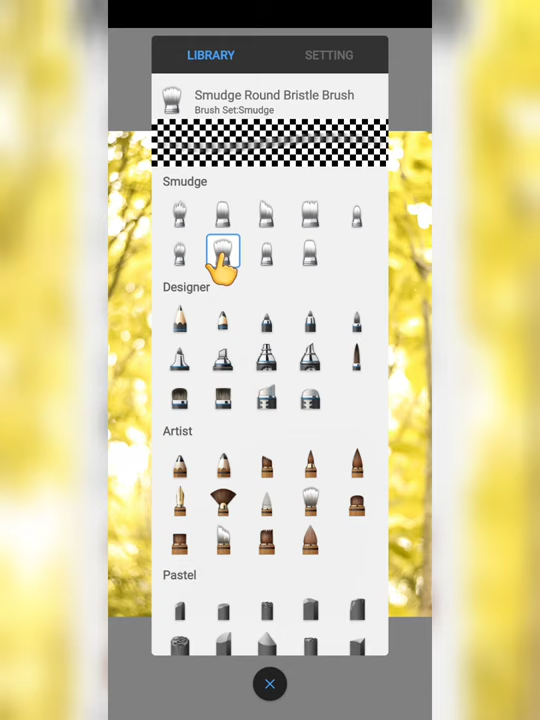 LIBRARY
SETTING
Smudge Round Bristle Brush
Brush Set:Smudge
Smudge
Designer
Artist
Pastel